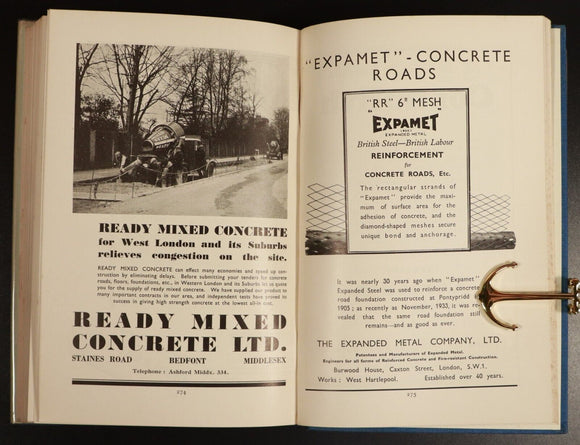 READY MIXED CONCRETE
for West London and its Suburbs
relieves congestion on the site.
READY MIXED CONCRETE can effect many economies and speed up con-
struction by eliminating delays. Before submitting your tenders for concrete
roads, floors, foundations, etc., in Western London and its Suburbs let us quote
you for the supply of ready mixed concrete. We have supplied our product to
many important contracts in our area, and independent tests have proved to
success in giving high strength concrete at the lowest all-in cost.
READY MIXED
CONCRETE LTD.
STAINES ROAD BEDFONT MIDDLESEX
Telephone: Ashford Middx. 334.
874
"EXPAMET"-CONCRETE
ROADS
"RR" 6" MESH
"EXPAMET"
EXPANDED METAL
British Steel—British Labour
REINFORCEMENT
for
CONCRETE ROADS, Etc.
The rectangular strands of
"Expamet" provide the maxi-
mum of surface area for the
adhesion of concrete, and the
diamond-shaped meshes secure
unique bond and anchorage.
It was nearly 30 years ago when "Expamet"
Expanded Steel was used to reinforce a concrete
road foundation constructed at Pontypridd
1905; as recently as November, 1933, it was re-
vealed that the same road foundation still
remains—and as good as ever.
THE EXPANDED METAL COMPANY, LTD.
Patentees and Manufacturers of Expanded Metal.
Engineers for all forms of Reinforced Concrete and Fire-resistant Construction.
Burwood House, Caxton Street, London, S.W.1.
Works: West Hartlepool. Established over 40 years.
875